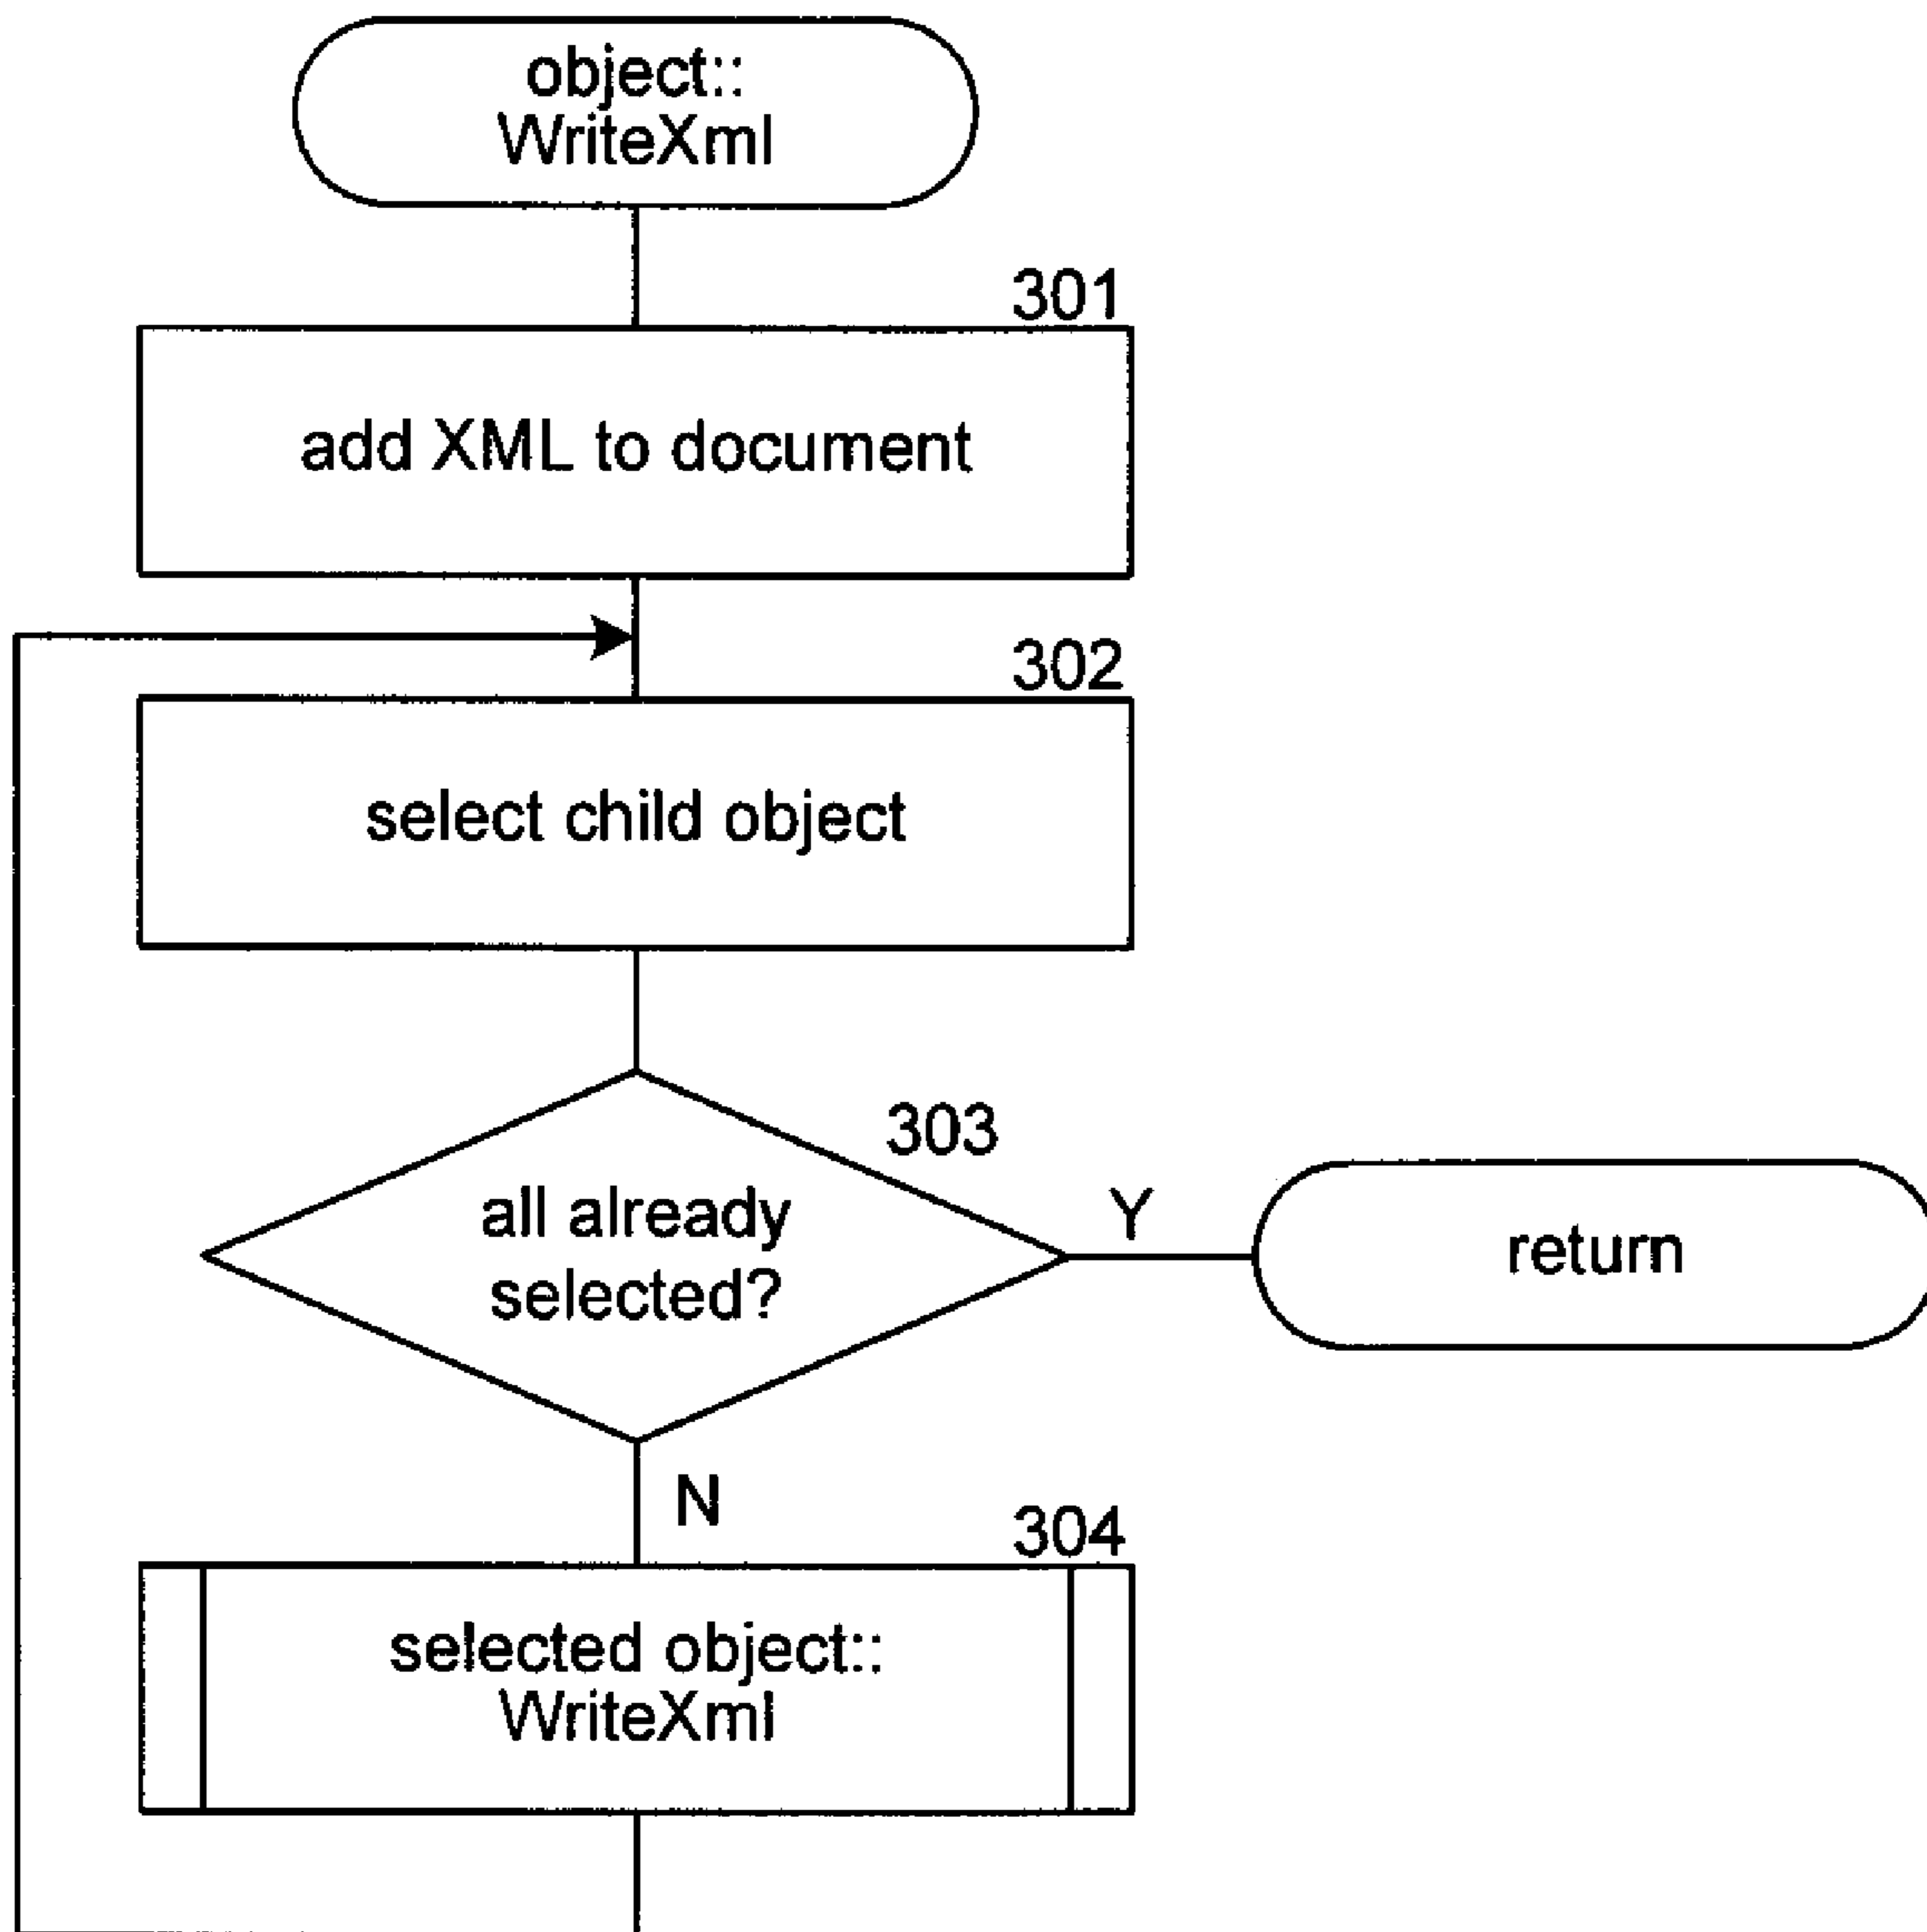 object::
WriteXml
301
add XML to document
302
select child object
303
all already
selected?
Y
return
N
304
selected object::
WriteXml